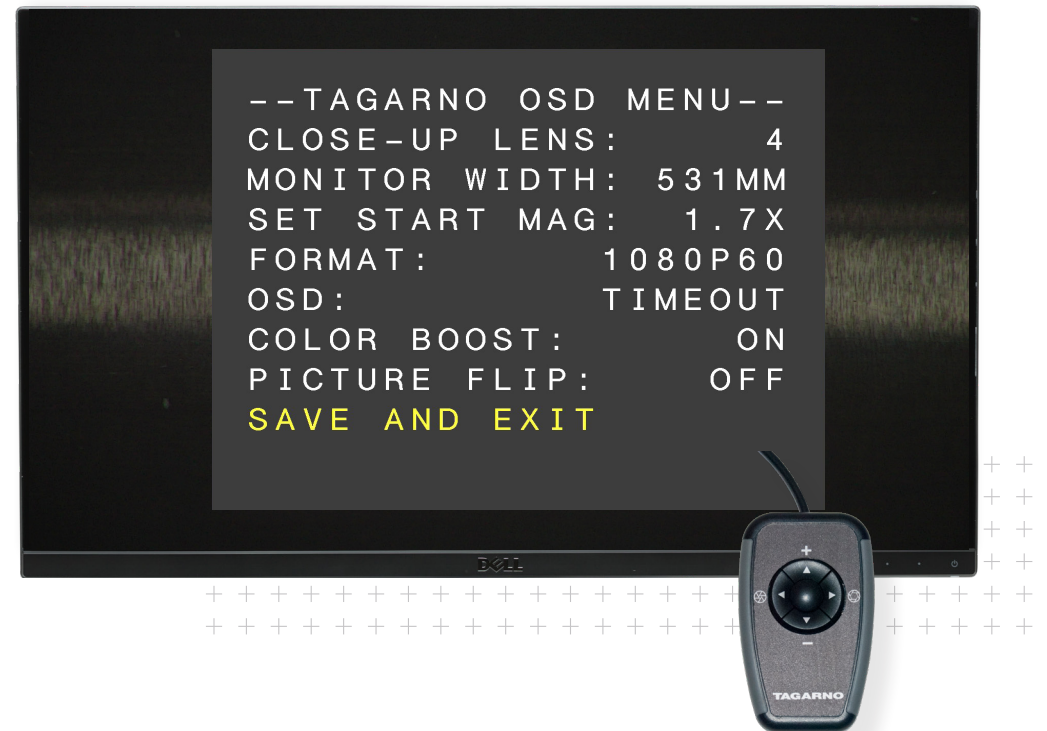 --TAGARNO OSD MENU--
CLOSE-UP LENS: 4
MONITOR WIDTH: 531MM
SET START MAG: 1.7X
FORMAT: 1080P60
OSD: TIMEOUT
COLOR BOOST: ON
PICTURE FLIP: OFF
SAVE AND EXIT
DELL
+
−
TAGARNO